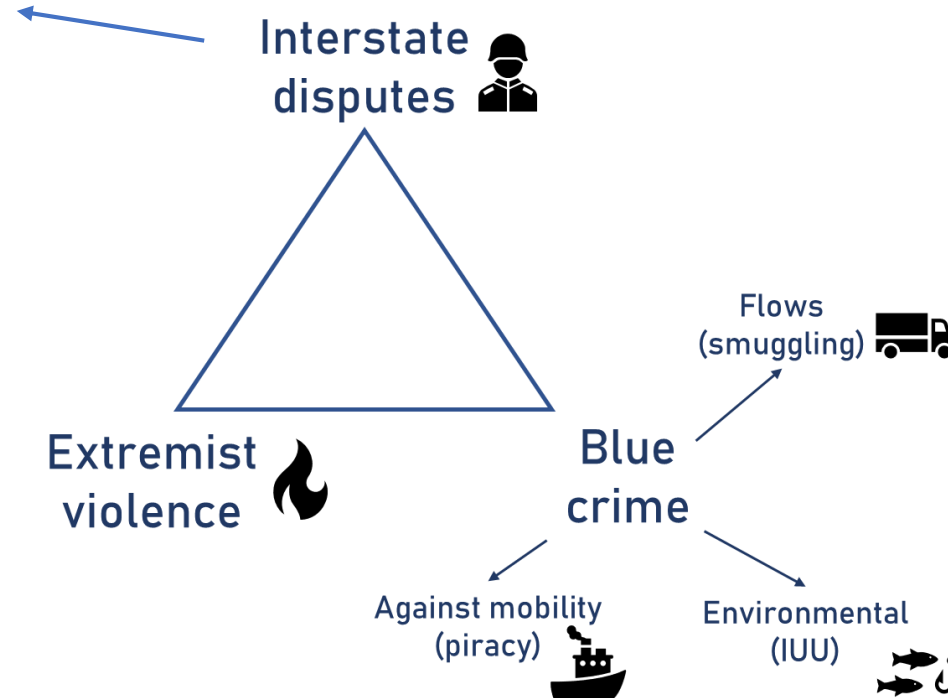 Interstate
disputes
Flows
(smuggling)
Extremist
violence
Blue
crime
Against mobility
(piracy)
Environmental
(IUU)